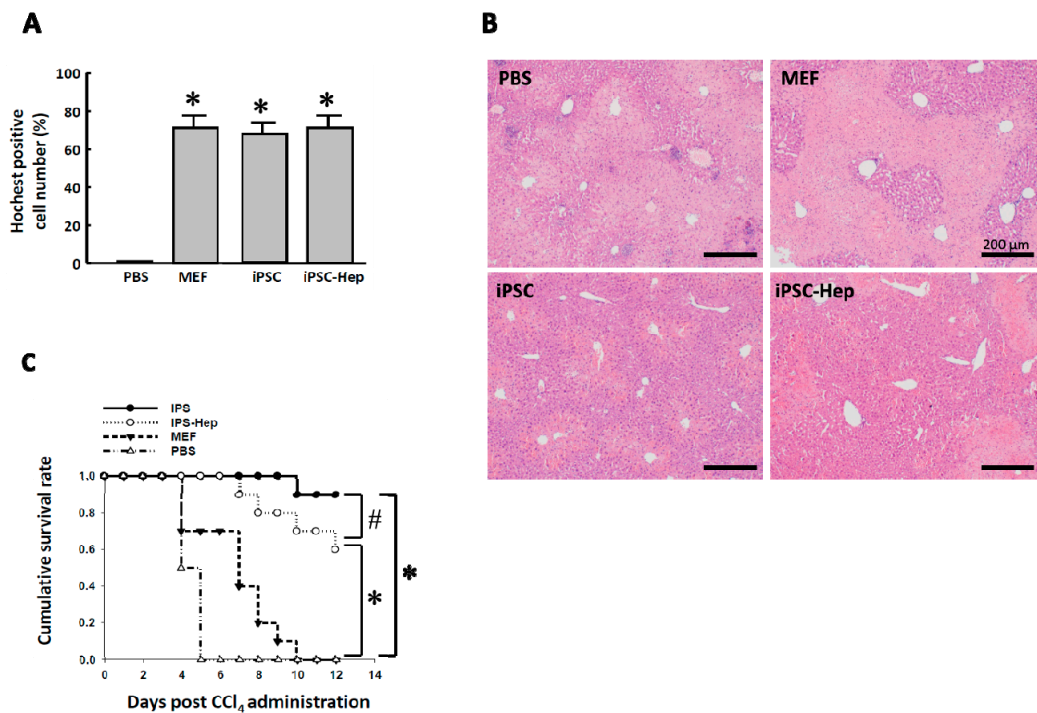 A
Hochest positive
cell number (%)
100
80
60
40
20
0
*
*
*
PBS
MEF
iPSC
iPSC-Hep
B
PBS
MEF
200 μm
iPSC
iPSC-Hep
C
IPS
IPS-Hep
MEF
PBS
Cumulative survival rate
1.0
0.8
0.6
0.4
0.2
0.0
#
*
*
0 2 4 6 8 10 12 14
Days post CCl4 administration